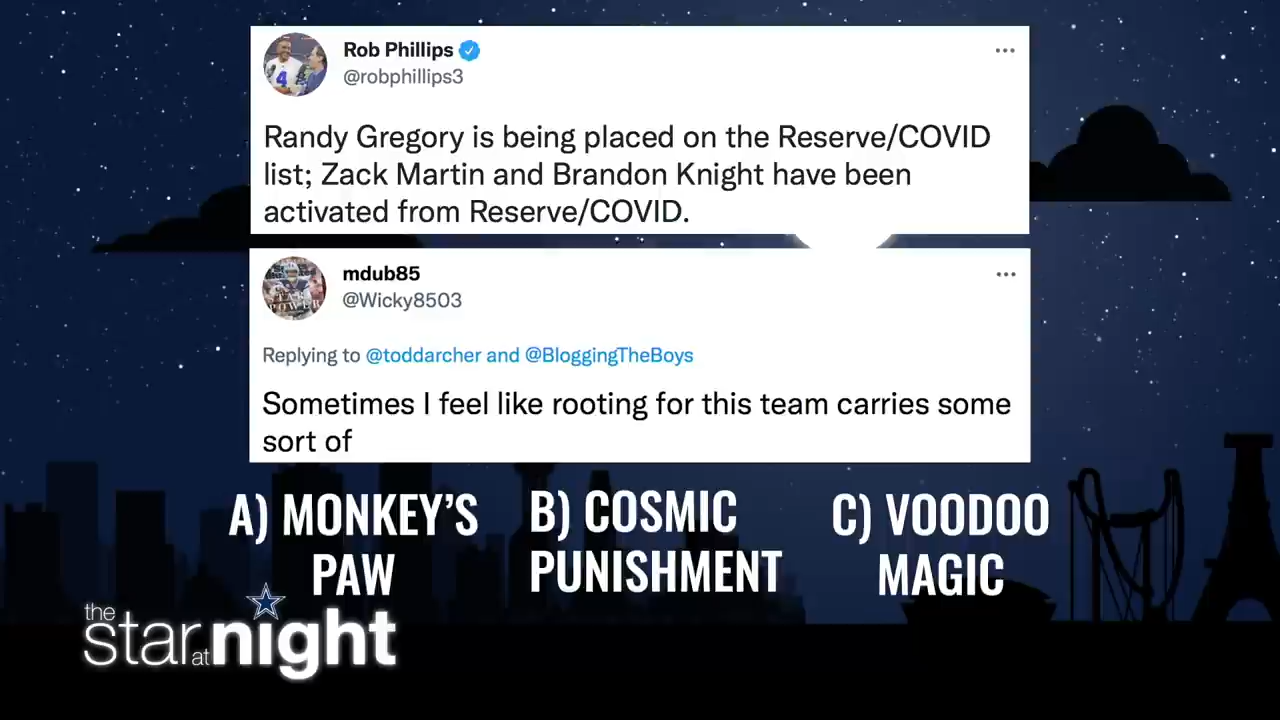 Rob Phillips
@robphillips3
Randy Gregory is being placed on the Reserve/COVID
list; Zack Martin and Brandon Knight have been
activated from Reserve/COVID.
mdub85
@Wicky8503
Replying to @toddarcher and @BloggingTheBoys
Sometimes I feel like rooting for this team carries some
sort of
A) MONKEY'S
PAW
B) COSMIC
PUNISHMENT
C) VOODOO
MAGIC
the
star at night